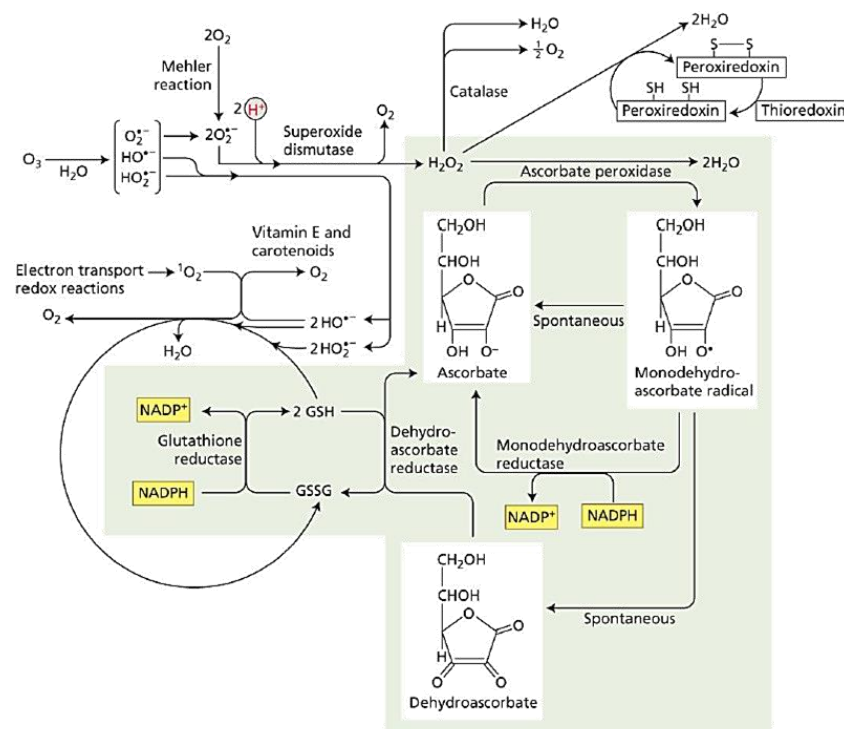 2O₂
Mehler
reaction
2 H⁺
O₂
Superoxide
dismutase
O₃
H₂O
O₂•⁻
HO•⁻
HO₂•⁻
2O₂•⁻
H₂O
½ O₂
Catalase
2H₂O
S—S
Peroxiredoxin
SH SH
Peroxiredoxin
Thioredoxin
H₂O₂
2H₂O
Ascorbate peroxidase
Vitamin E and
carotenoids
Electron transport
redox reactions
¹O₂
O₂
O₂
H₂O
2 HO•⁻
2 HO₂•⁻
CH₂OH
CHOH
O
O
H
OH O⁻
Ascorbate
Spontaneous
CH₂OH
CHOH
O
O
H
OH O•
Monodehydro-
ascorbate radical
NADP⁺
2 GSH
Glutathione
reductase
Dehydro-
ascorbate
reductase
NADPH
GSSG
Monodehydroascorbate
reductase
NADP⁺
NADPH
CH₂OH
CHOH
O
O
H
O O
Dehydroascorbate
Spontaneous